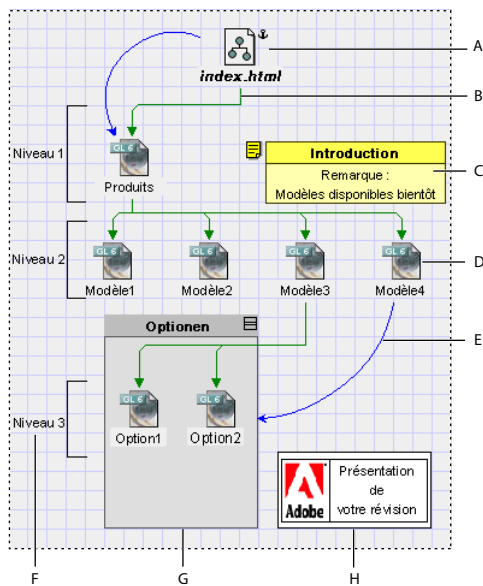 A
index.html
B
GL 6
Niveau 1
Produits
Introduction
Remarque :
Modèles disponibles bientôt
C
Niveau 2
GL 6
GL 6
GL 6
GL 6
D
Modèle1
Modèle2
Modèle3
Modèle4
Optionen
E
GL 6
GL 6
Niveau 3
Option1
Option2
Adobe
Présentation
de
votre révision
F
G
H